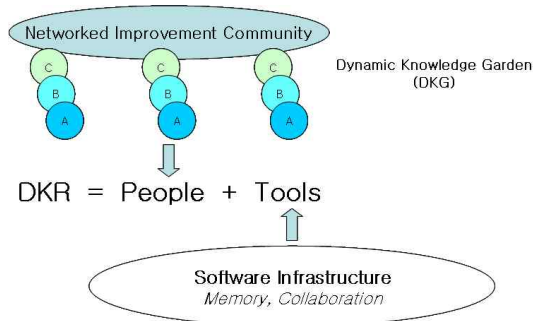 Networked Improvement Community
C C C
Dynamic Knowledge Garden
(DKG)
B B B
A A A
DKR = People + Tools
Software Infrastructure
Memory, Collaboration